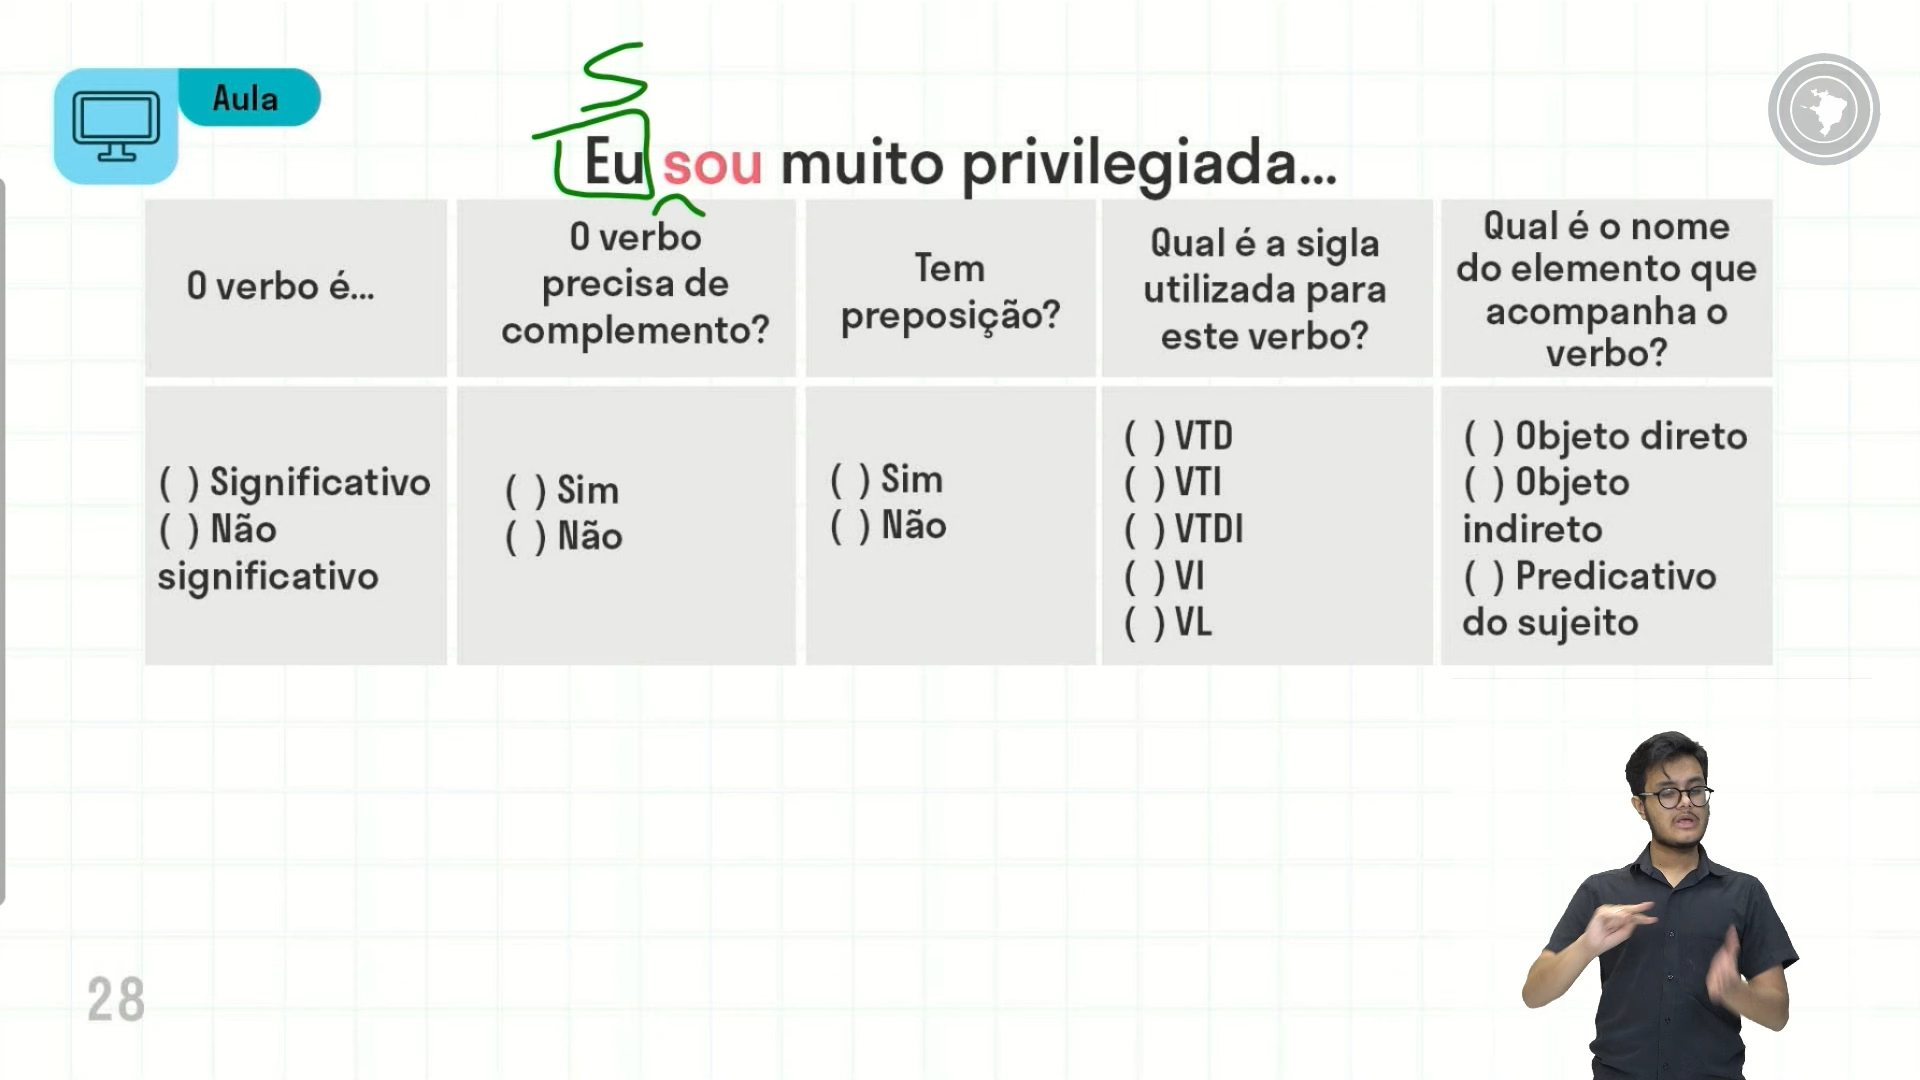 Aula
S
Eu sou muito privilegiada...
O verbo é...
O verbo
precisa de
complemento?
Tem
preposição?
Qual é a sigla
utilizada para
este verbo?
Qual é o nome
do elemento que
acompanha o
verbo?
( ) Significativo
( ) Não
significativo
( ) Sim
( ) Não
( ) Sim
( ) Não
( ) VTD
( ) VTI
( ) VTDI
( ) VI
( ) VL
( ) Objeto direto
( ) Objeto
indireto
( ) Predicativo
do sujeito
28